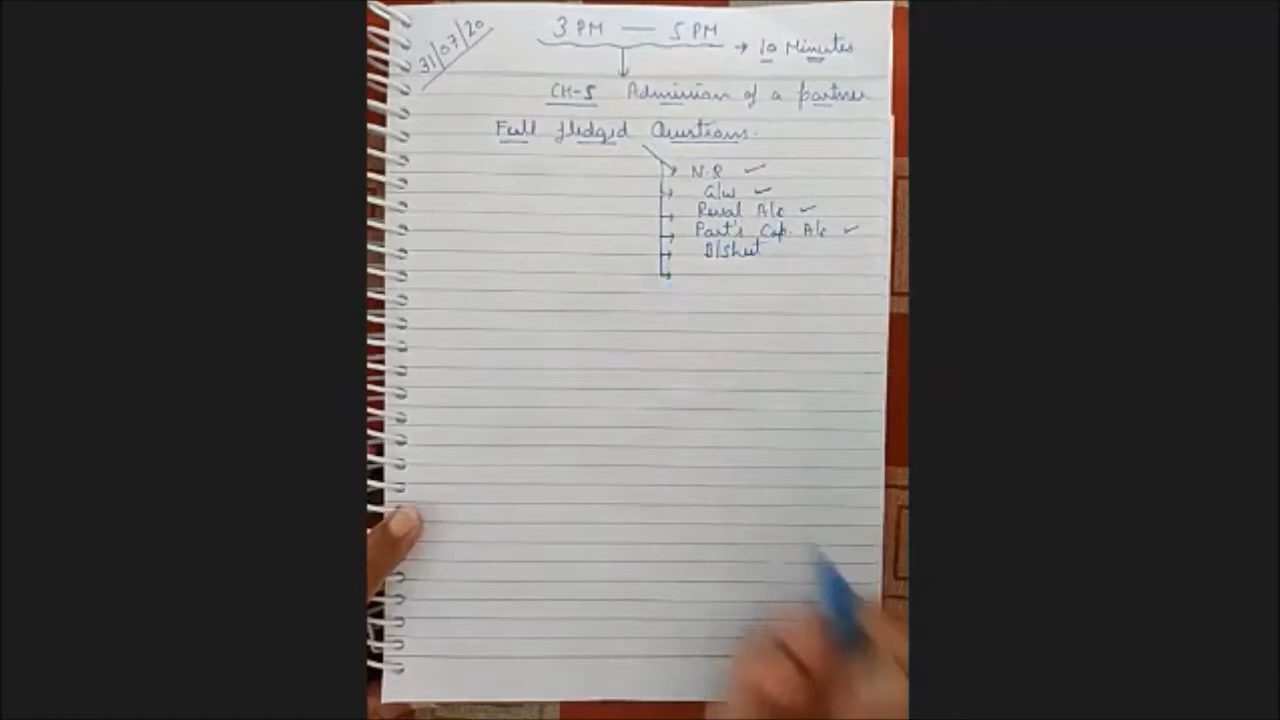 31/07/20
3 PM — 5 PM
→ 10 Minutes
CH-5 Admission of a partner
Full fledged Questions.
N.R ✓
G/W ✓
Reval A/c ✓
Part's Cap A/c ✓
B/Sheet